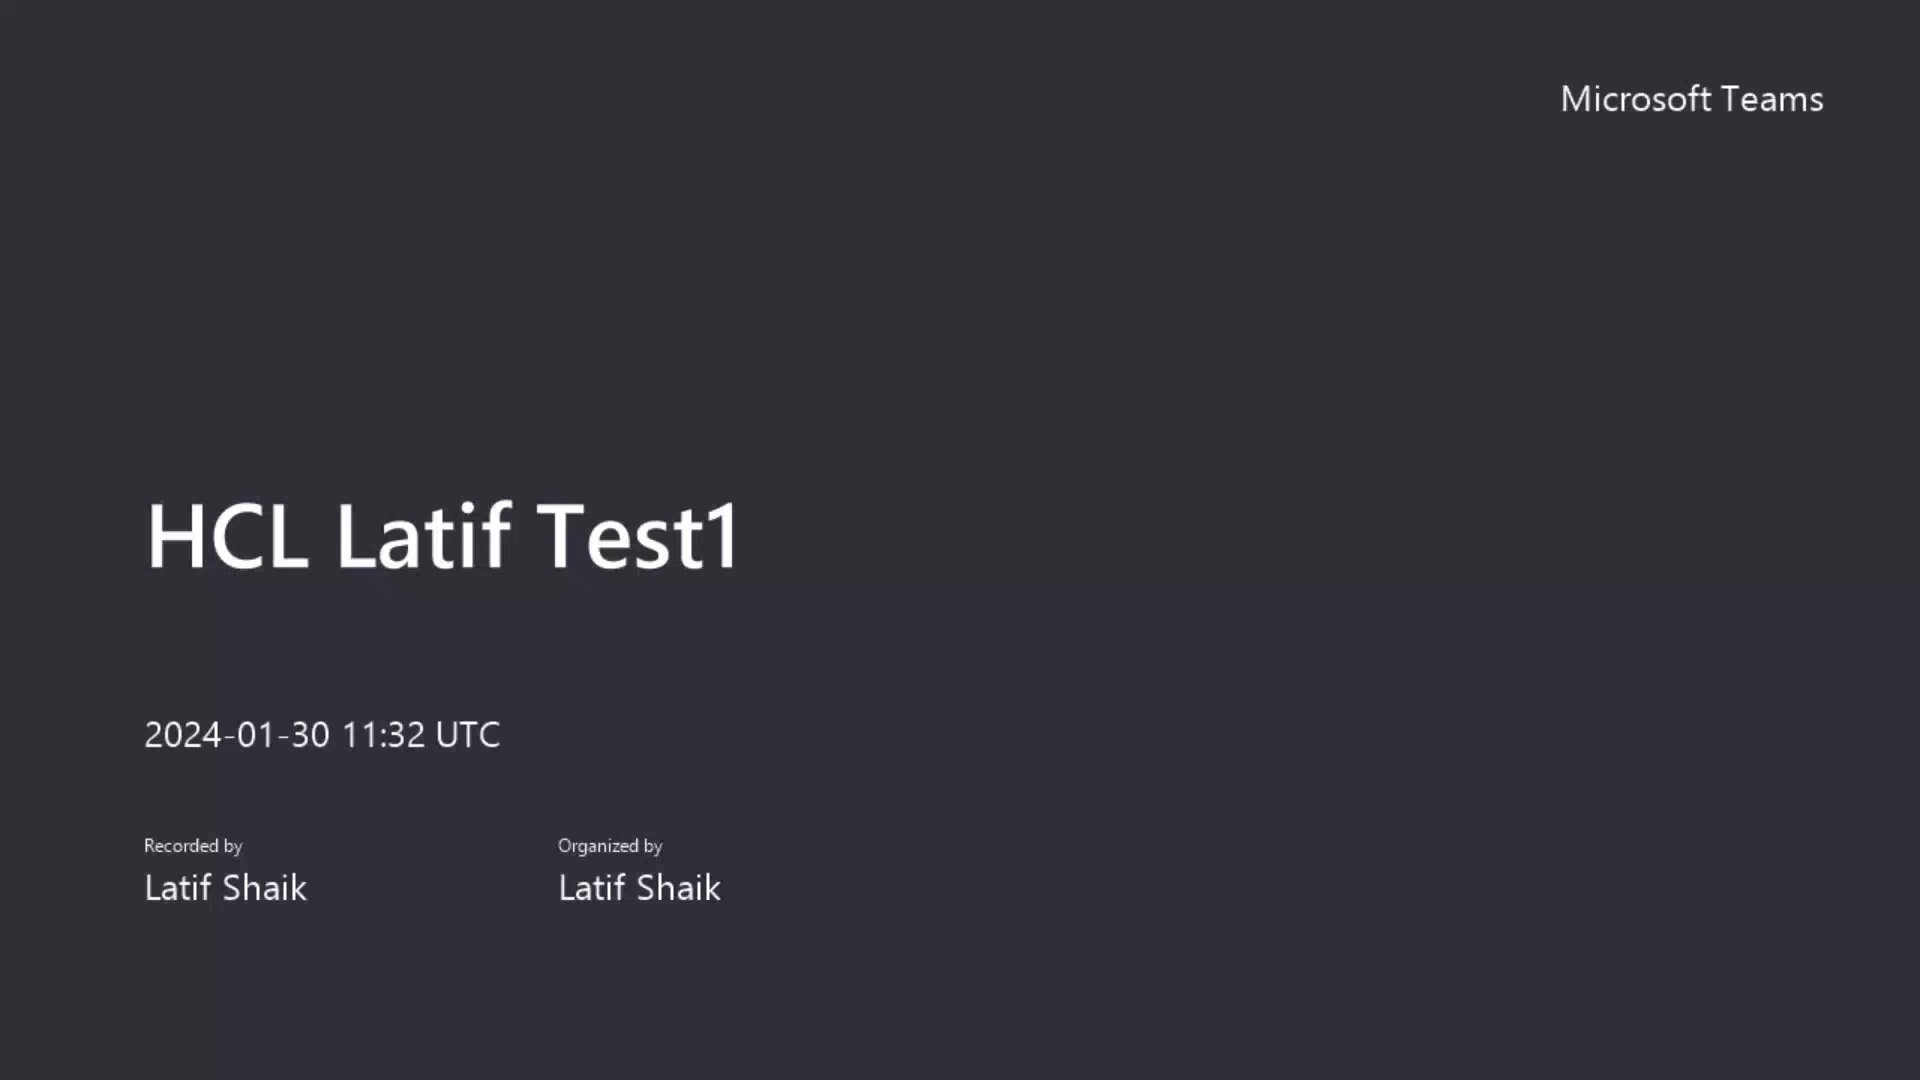 Microsoft Teams
HCL Latif Test1
2024-01-30 11:32 UTC
Recorded by
Latif Shaik
Organized by
Latif Shaik